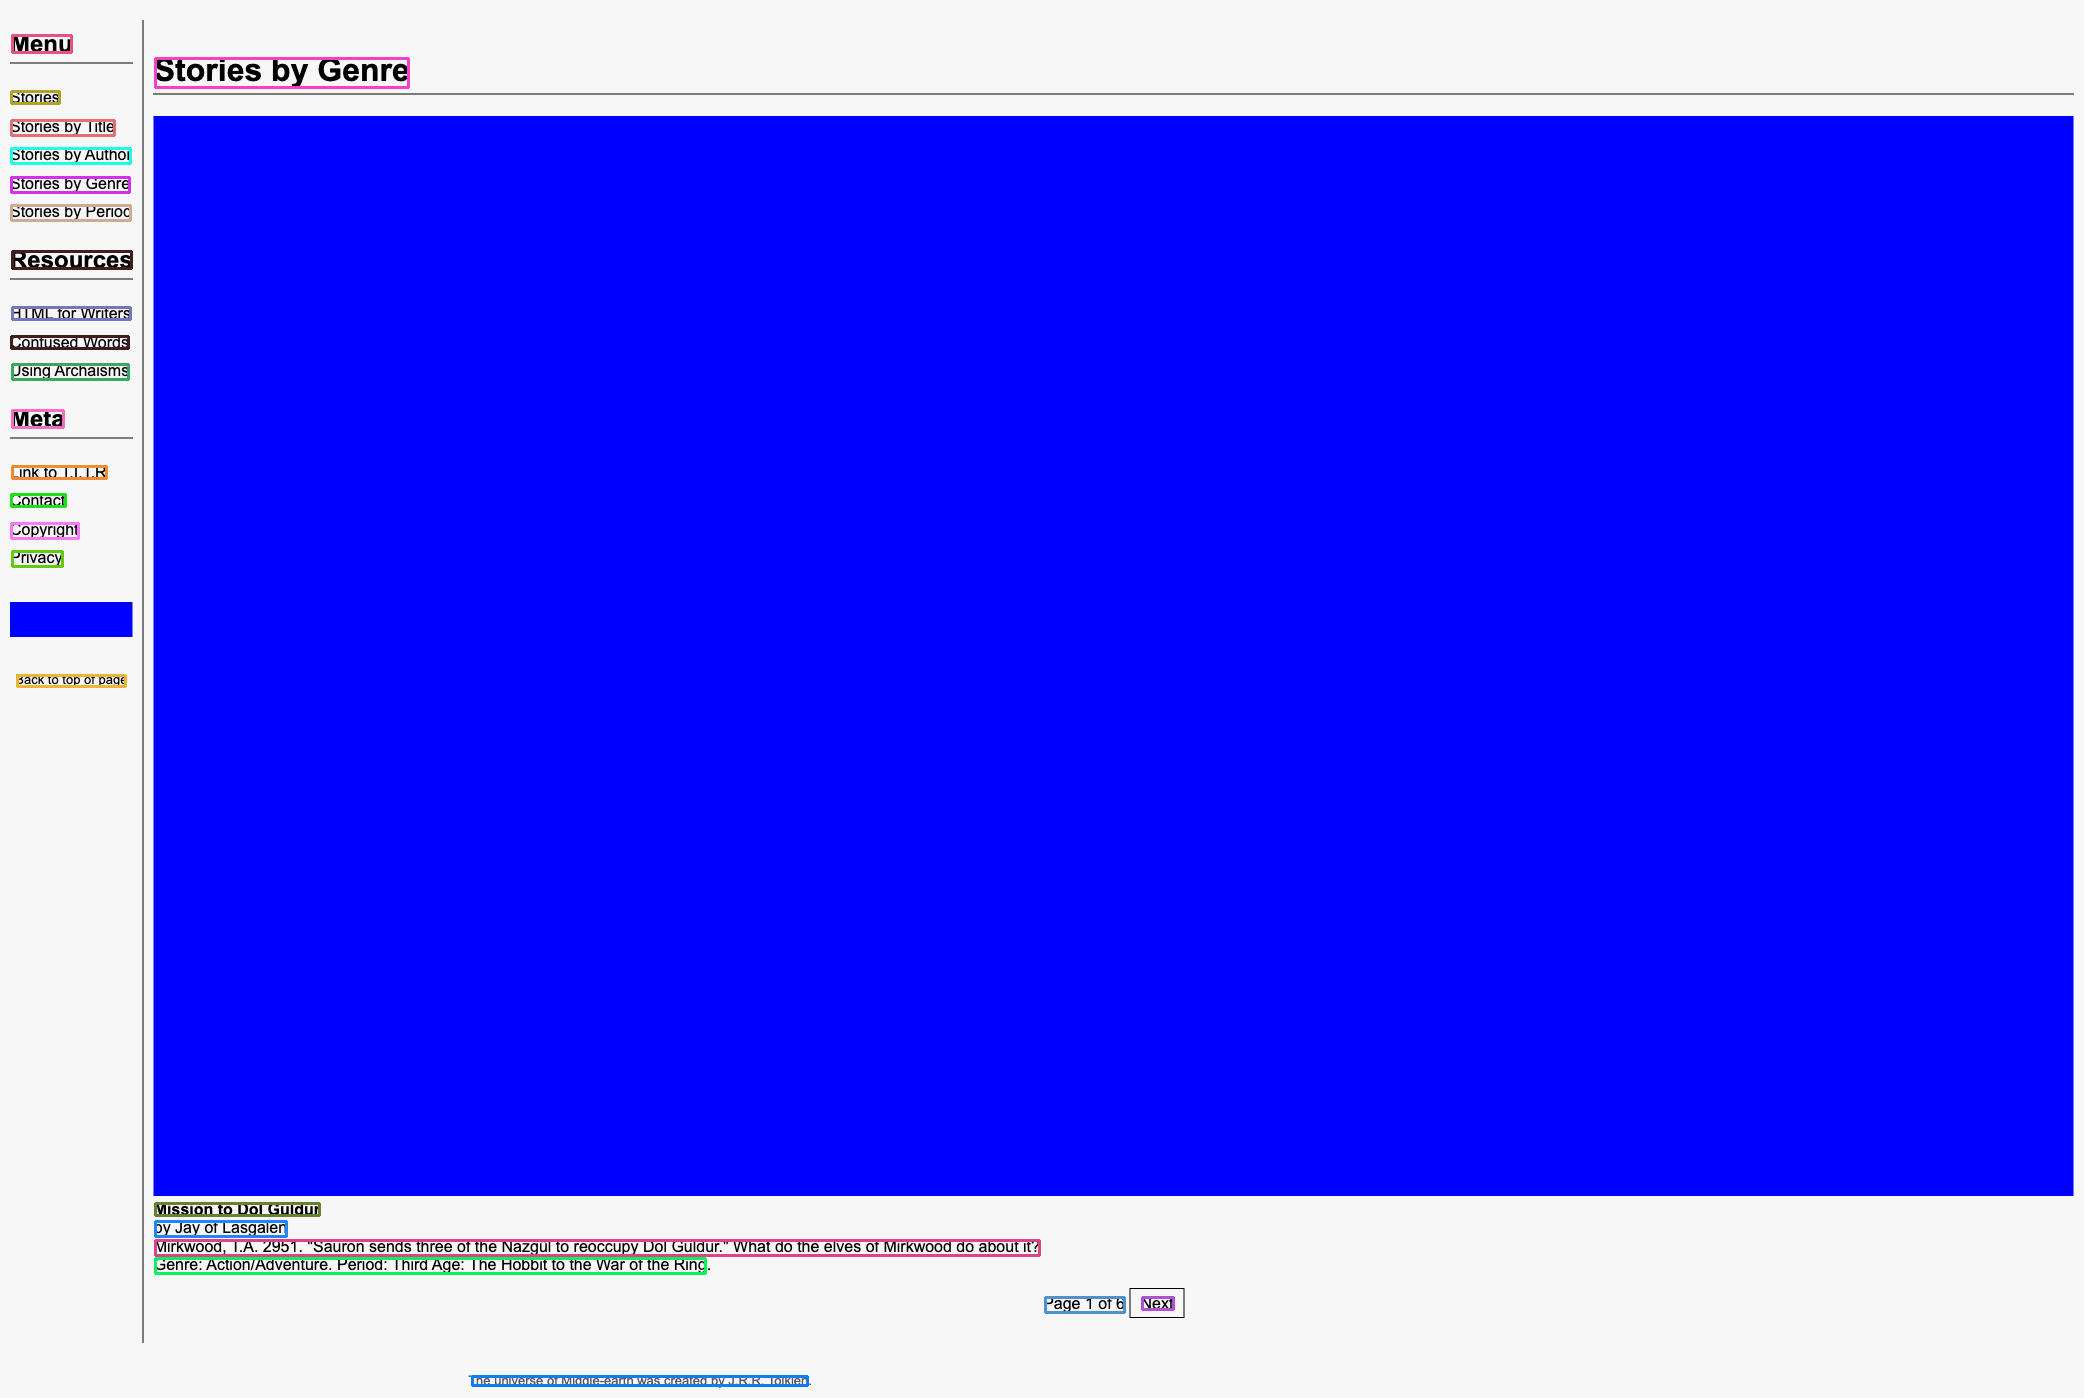 Menu
Stories
Stories by Title
Stories by Author
Stories by Genre
Stories by Period
Resources
HTML for Writers
Confused Words
Using Archaisms
Meta
Link to T.I.T.R
Contact
Copyright
Privacy
Back to top of page
Stories by Genre
Mission to Dol Guldur
by Jay of Lasgalen
Mirkwood, T.A. 2951. "Sauron sends three of the Nazgul to reoccupy Dol Guldur." What do the elves of Mirkwood do about it?
Genre: Action/Adventure. Period: Third Age: The Hobbit to the War of the Ring.
Page 1 of 6
Next
The universe of Middle-earth was created by J.R.R. Tolkien.